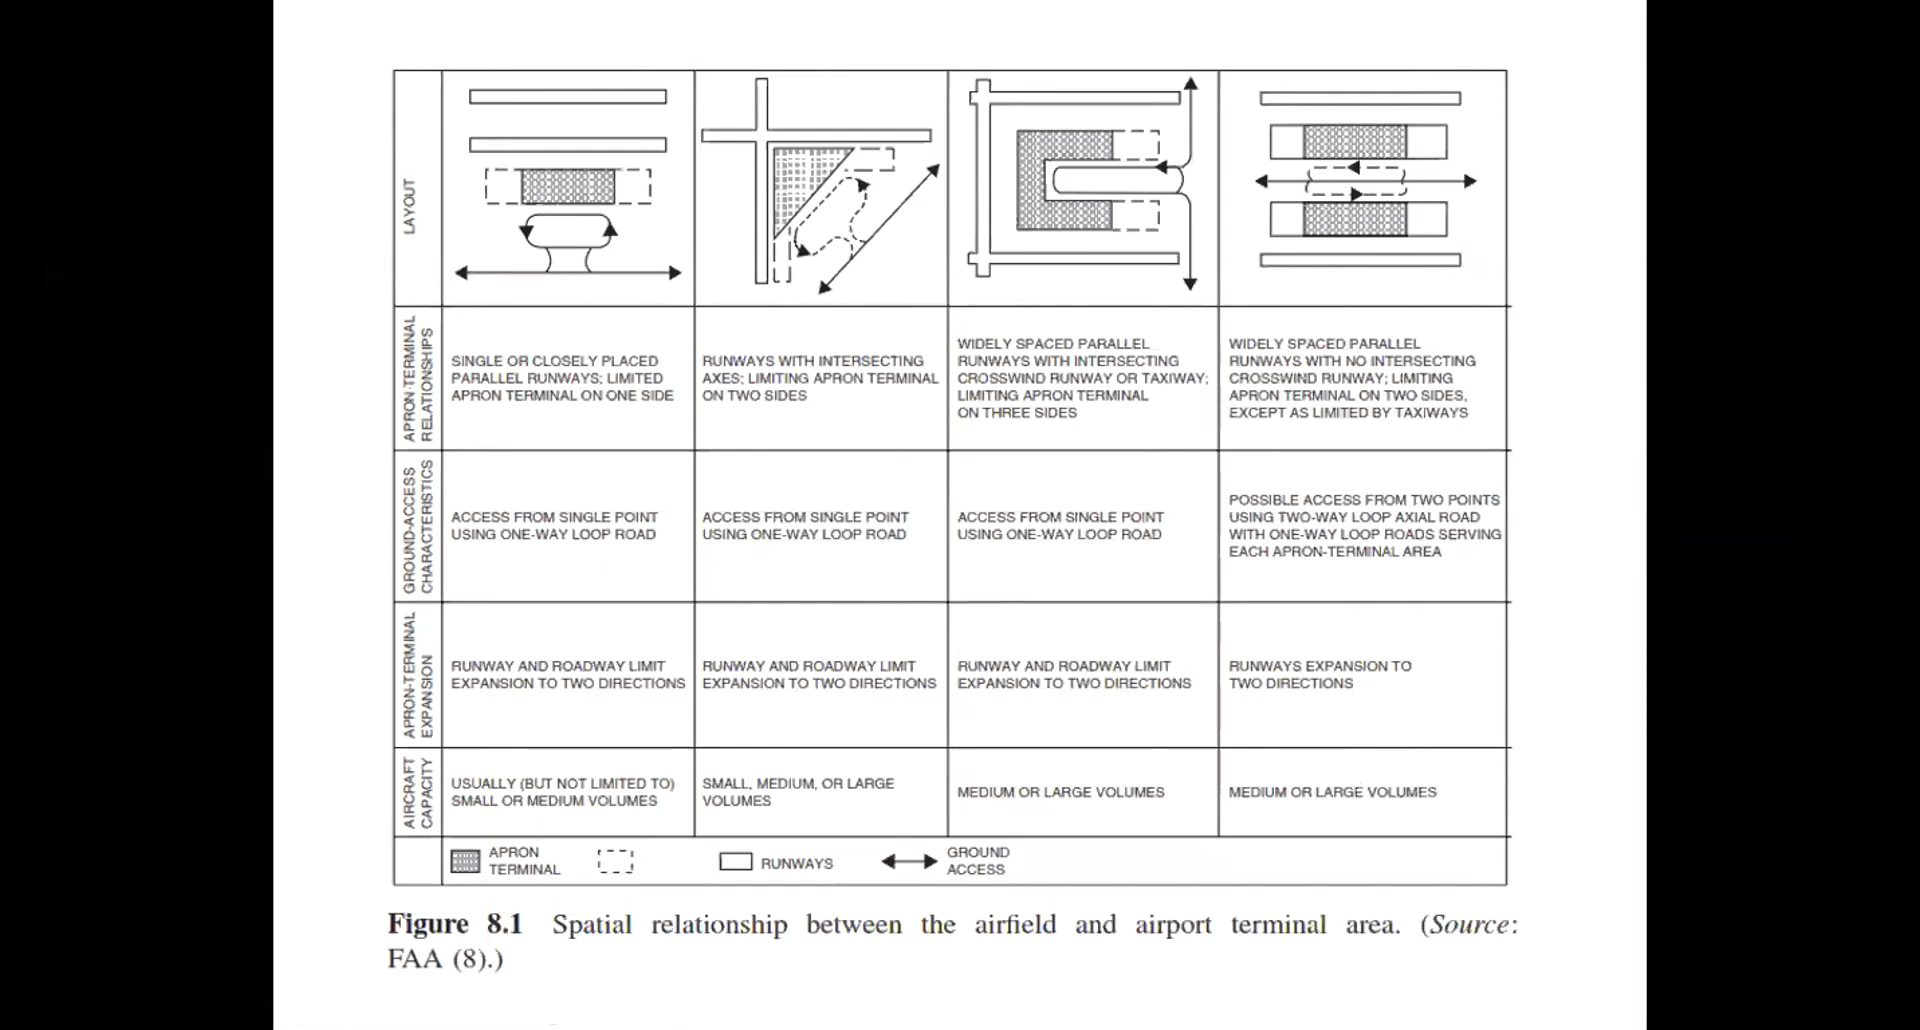 LAYOUT
APRON-TERMINAL
RELATIONSHIPS
SINGLE OR CLOSELY PLACED
PARALLEL RUNWAYS; LIMITED
APRON TERMINAL ON ONE SIDE
RUNWAYS WITH INTERSECTING
AXES; LIMITING APRON TERMINAL
ON TWO SIDES
WIDELY SPACED PARALLEL
RUNWAYS WITH INTERSECTING
CROSSWIND RUNWAY OR TAXIWAY;
LIMITING APRON TERMINAL
ON THREE SIDES
WIDELY SPACED PARALLEL
RUNWAYS WITH NO INTERSECTING
CROSSWIND RUNWAY; LIMITING
APRON TERMINAL ON TWO SIDES,
EXCEPT AS LIMITED BY TAXIWAYS
GROUND-ACCESS
CHARACTERISTICS
ACCESS FROM SINGLE POINT
USING ONE-WAY LOOP ROAD
ACCESS FROM SINGLE POINT
USING ONE-WAY LOOP ROAD
ACCESS FROM SINGLE POINT
USING ONE-WAY LOOP ROAD
POSSIBLE ACCESS FROM TWO POINTS
USING TWO-WAY LOOP AXIAL ROAD
WITH ONE-WAY LOOP ROADS SERVING
EACH APRON-TERMINAL AREA
APRON-TERMINAL
EXPANSION
RUNWAY AND ROADWAY LIMIT
EXPANSION TO TWO DIRECTIONS
RUNWAY AND ROADWAY LIMIT
EXPANSION TO TWO DIRECTIONS
RUNWAY AND ROADWAY LIMIT
EXPANSION TO TWO DIRECTIONS
RUNWAYS EXPANSION TO
TWO DIRECTIONS
AIRCRAFT
CAPACITY
USUALLY (BUT NOT LIMITED TO)
SMALL OR MEDIUM VOLUMES
SMALL, MEDIUM, OR LARGE
VOLUMES
MEDIUM OR LARGE VOLUMES
MEDIUM OR LARGE VOLUMES
APRON
TERMINAL
RUNWAYS
GROUND
ACCESS
Figure 8.1 Spatial relationship between the airfield and airport terminal area. (Source:
FAA (8).)